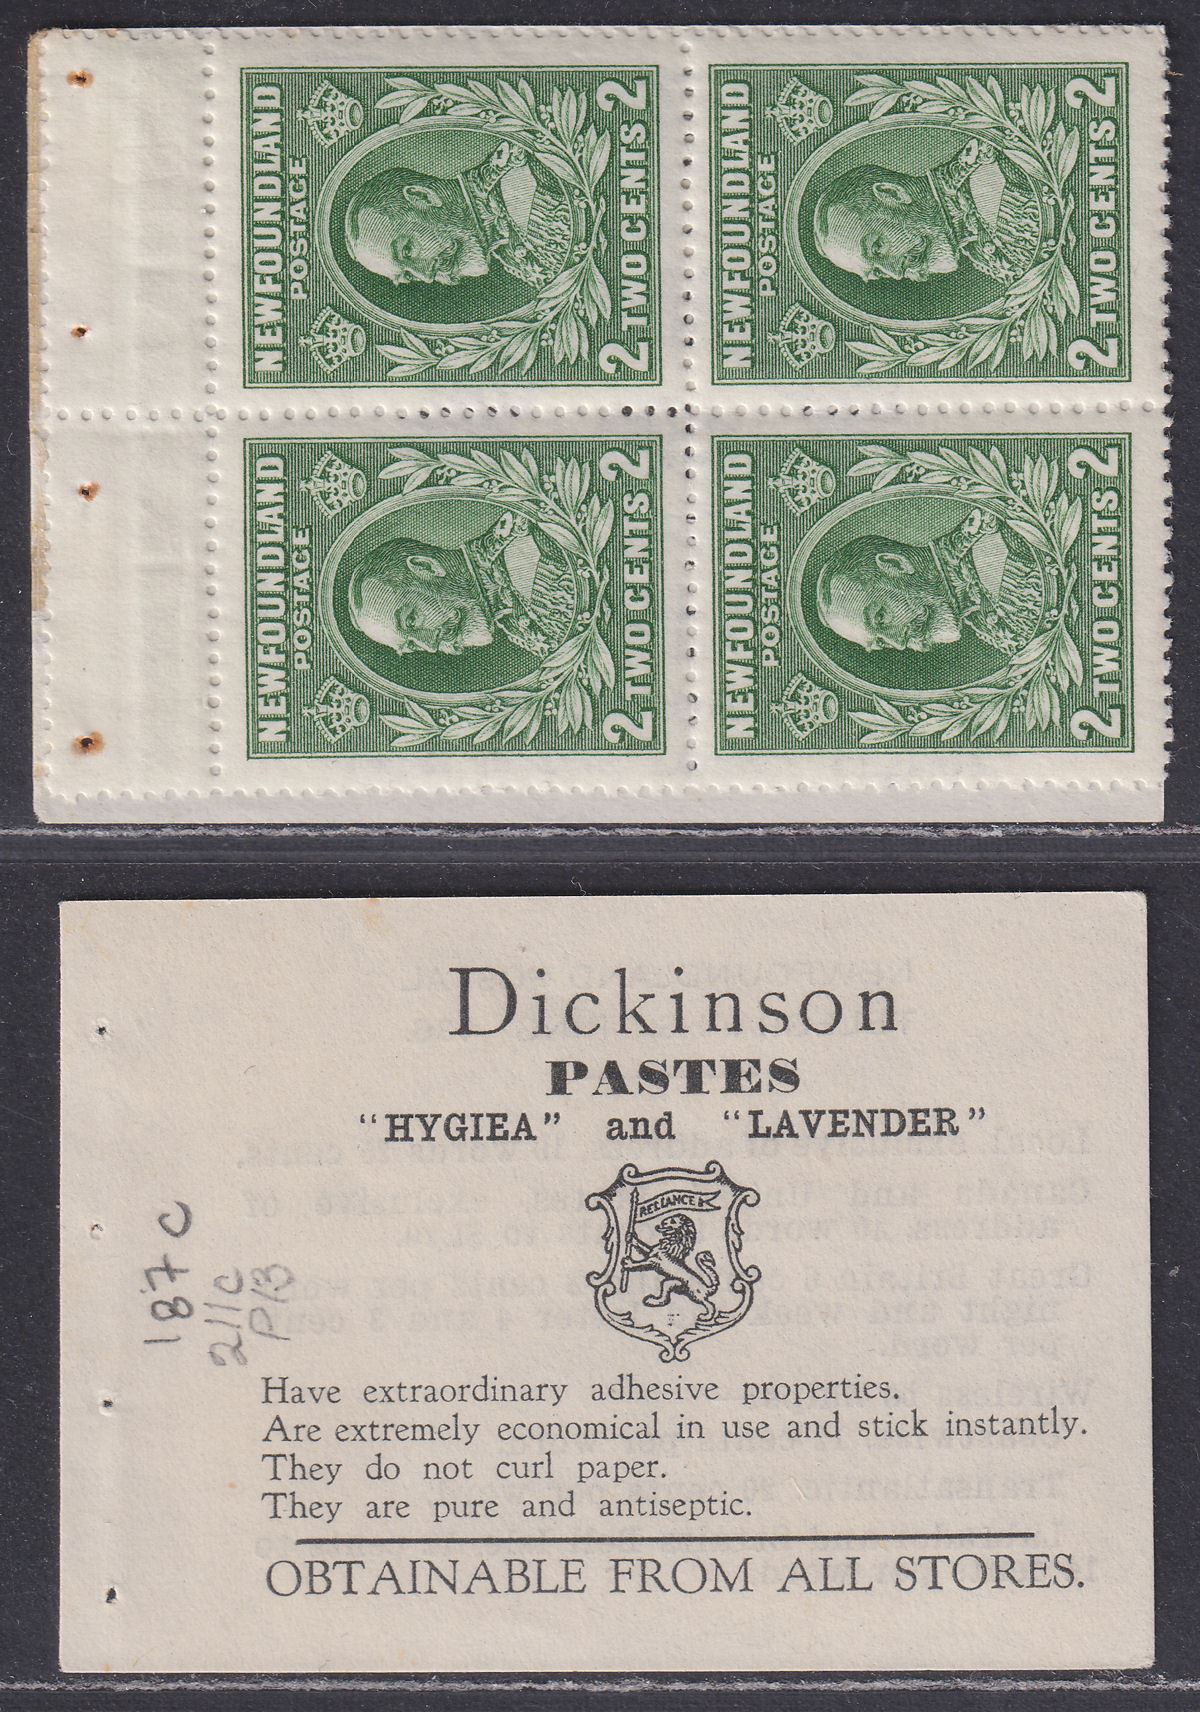 NEWFOUNDLAND
POSTAGE
2 TWO CENTS 2
NEWFOUNDLAND
POSTAGE
2 TWO CENTS 2
NEWFOUNDLAND
POSTAGE
2 TWO CENTS 2
NEWFOUNDLAND
POSTAGE
2 TWO CENTS 2
Dickinson
PASTES
"HYGIEA" and "LAVENDER"
RELIANCE
187c
211c
P13
Have extraordinary adhesive properties.
Are extremely economical in use and stick instantly.
They do not curl paper.
They are pure and antiseptic.
OBTAINABLE FROM ALL STORES.